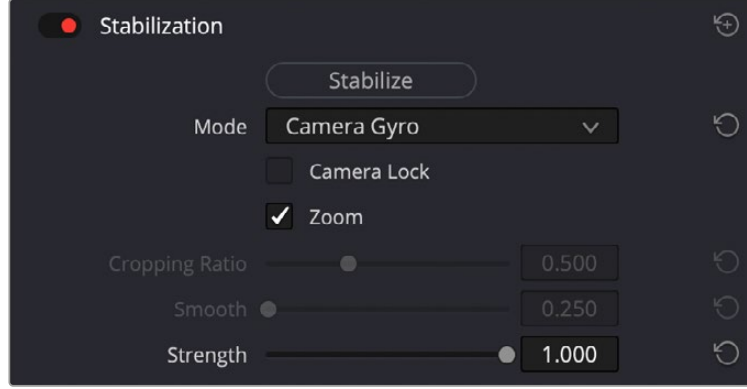 Stabilization
Stabilize
Mode Camera Gyro
Camera Lock
Zoom
Cropping Ratio 0.500
Smooth 0.250
Strength 1.000